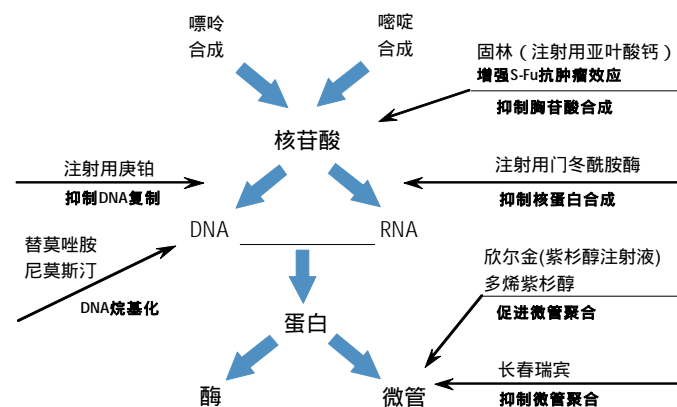 嘌呤
合成
嘧啶
合成
固林（注射用亚叶酸钙）
增强S-Fu抗肿瘤效应
抑制胸苷酸合成
核苷酸
注射用庚铂
抑制DNA复制
注射用门冬酰胺酶
抑制核蛋白合成
DNA
RNA
替莫唑胺
尼莫斯汀
DNA烷基化
欣尔金(紫杉醇注射液)
多烯紫杉醇
促进微管聚合
蛋白
长春瑞宾
抑制微管聚合
酶
微管